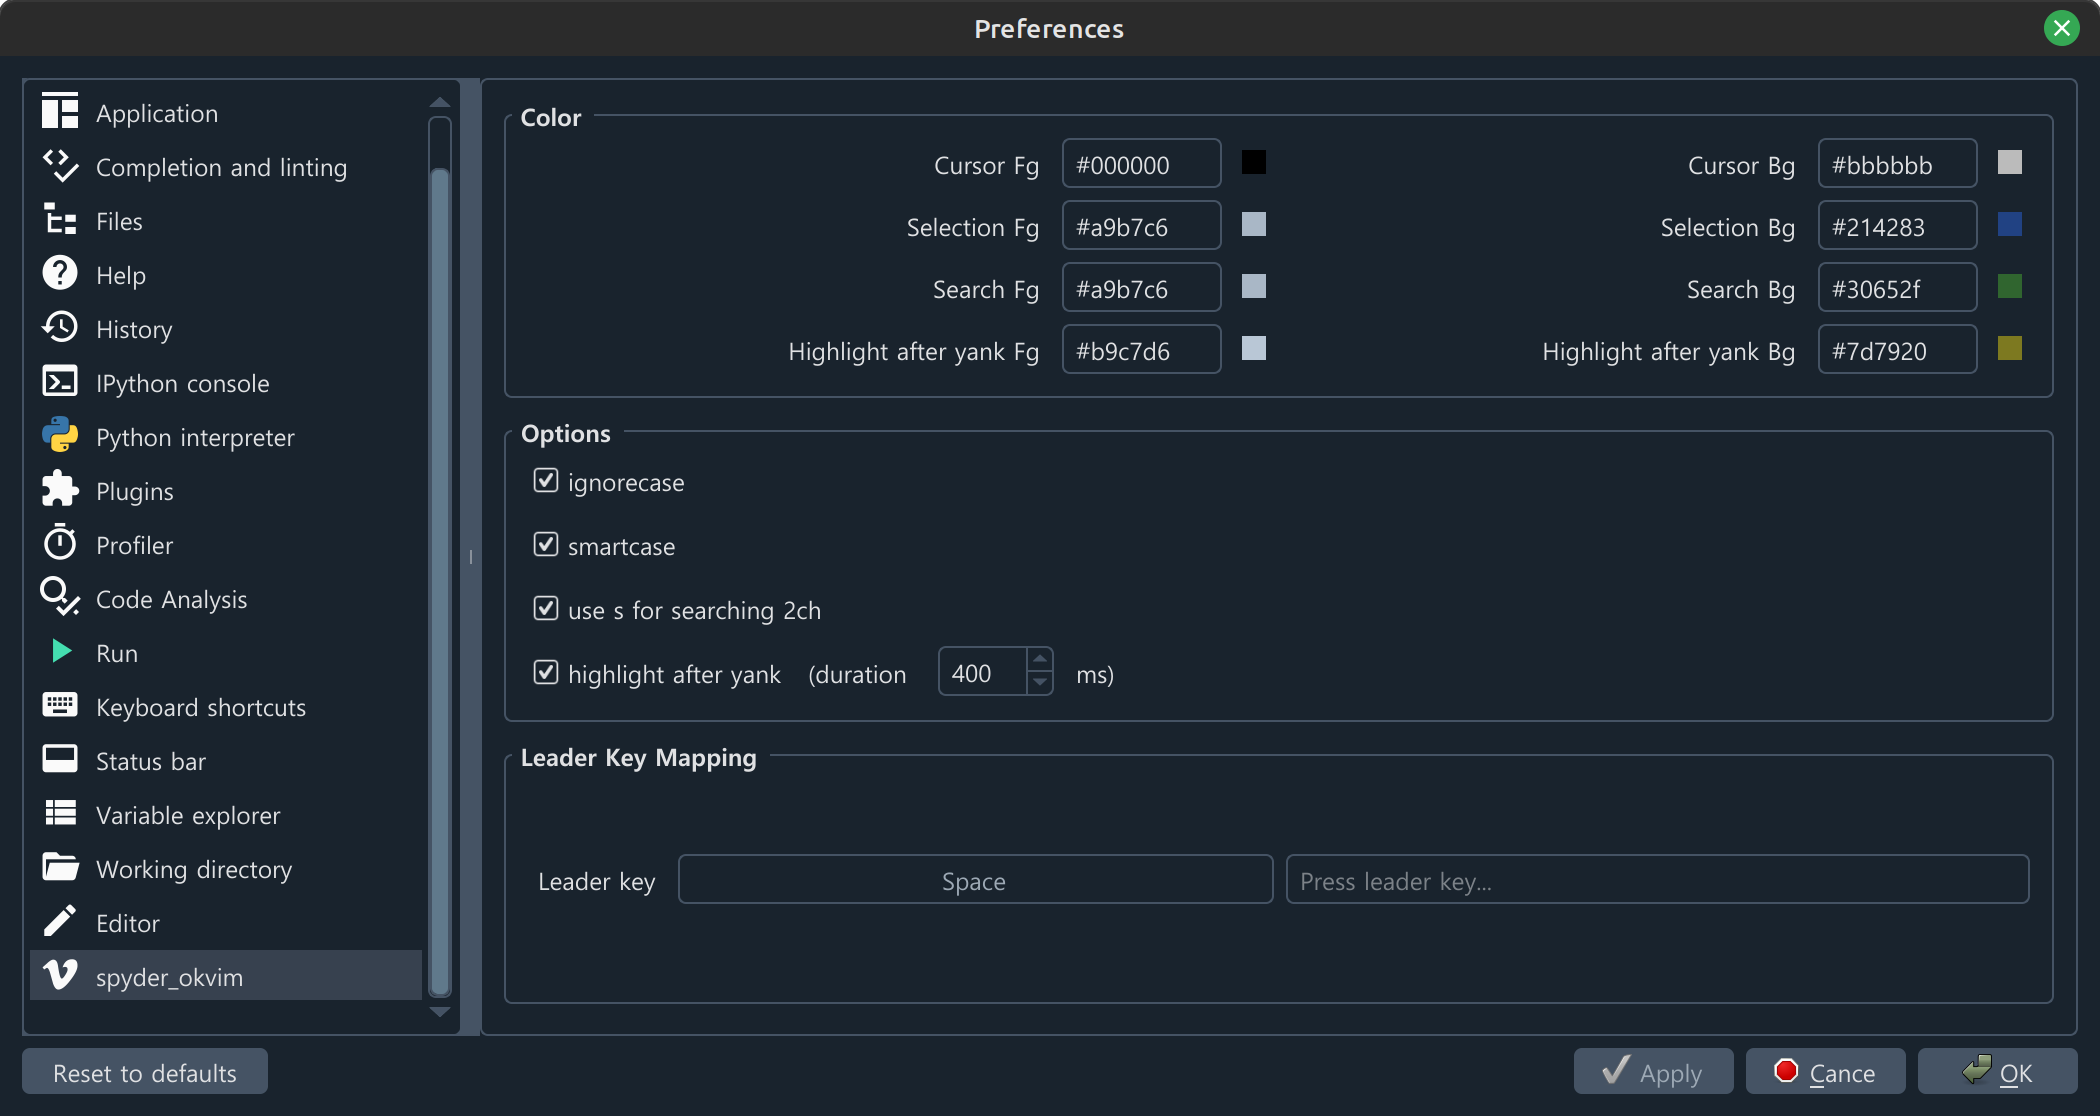 Preferences
Application
Completion and linting
Files
Help
History
IPython console
Python interpreter
Plugins
Profiler
Code Analysis
Run
Keyboard shortcuts
Status bar
Variable explorer
Working directory
Editor
spyder_okvim
Color
Cursor Fg #000000 Cursor Bg #bbbbbb
Selection Fg #a9b7c6 Selection Bg #214283
Search Fg #a9b7c6 Search Bg #30652f
Highlight after yank Fg #b9c7d6 Highlight after yank Bg #7d7920
Options
ignorecase
smartcase
use s for searching 2ch
highlight after yank (duration 400 ms)
Leader Key Mapping
Leader key Space Press leader key...
Reset to defaults Apply Cance OK